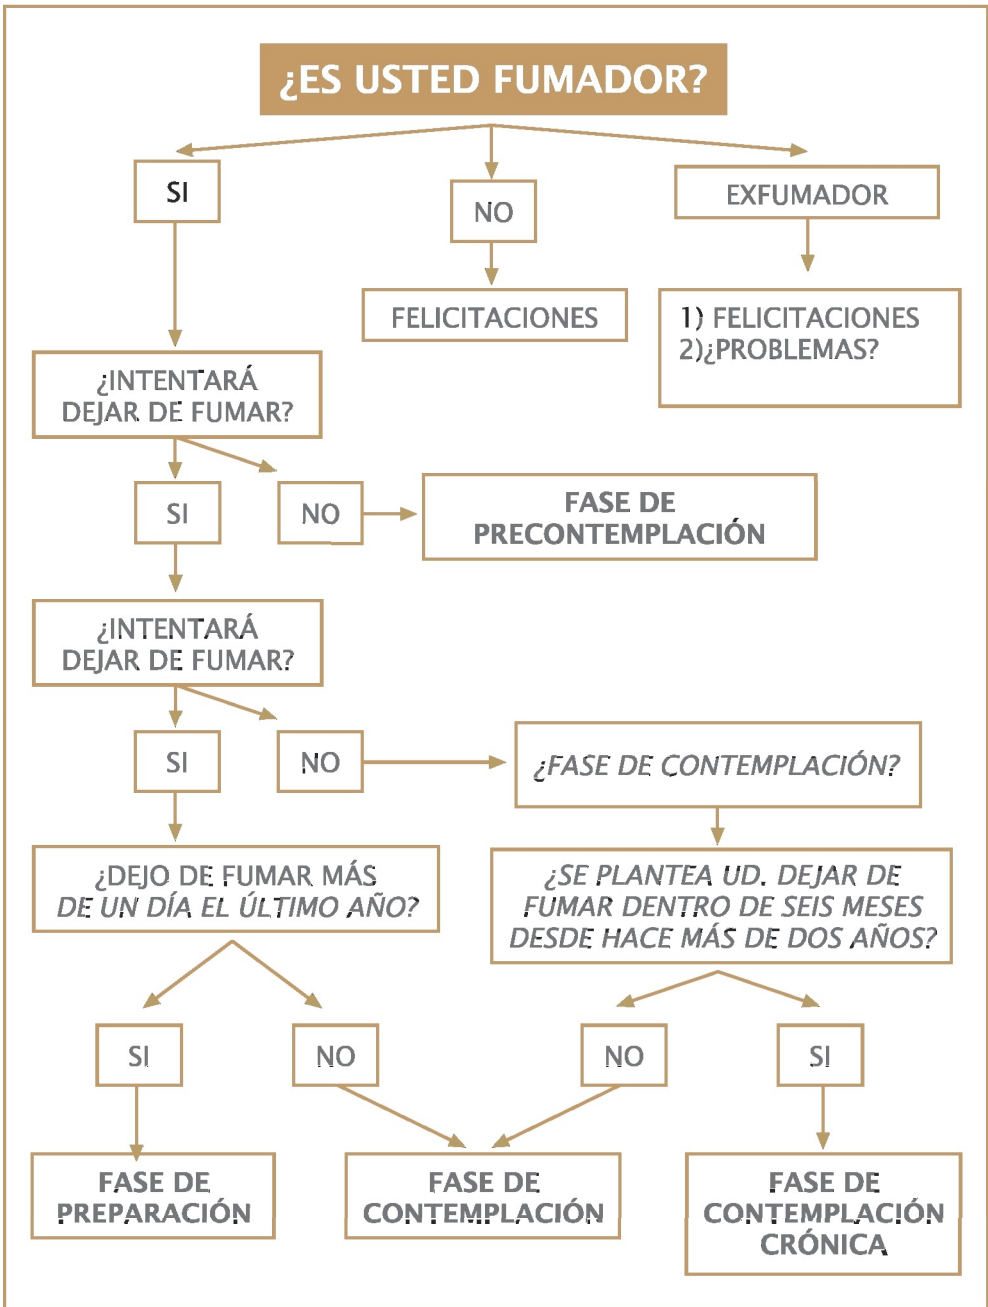 ¿ES USTED FUMADOR?
SI
NO
EXFUMADOR
FELICITACIONES
1) FELICITACIONES
2)¿PROBLEMAS?
¿INTENTARÁ
DEJAR DE FUMAR?
SI
NO
FASE DE
PRECONTEMPLACIÓN
¿INTENTARÁ
DEJAR DE FUMAR?
SI
NO
¿FASE DE CONTEMPLACIÓN?
¿DEJO DE FUMAR MÁS
DE UN DÍA EL ÚLTIMO AÑO?
¿SE PLANTEA UD. DEJAR DE
FUMAR DENTRO DE SEIS MESES
DESDE HACE MÁS DE DOS AÑOS?
SI
NO
NO
SI
FASE DE
PREPARACIÓN
FASE DE
CONTEMPLACIÓN
FASE DE
CONTEMPLACIÓN
CRÓNICA